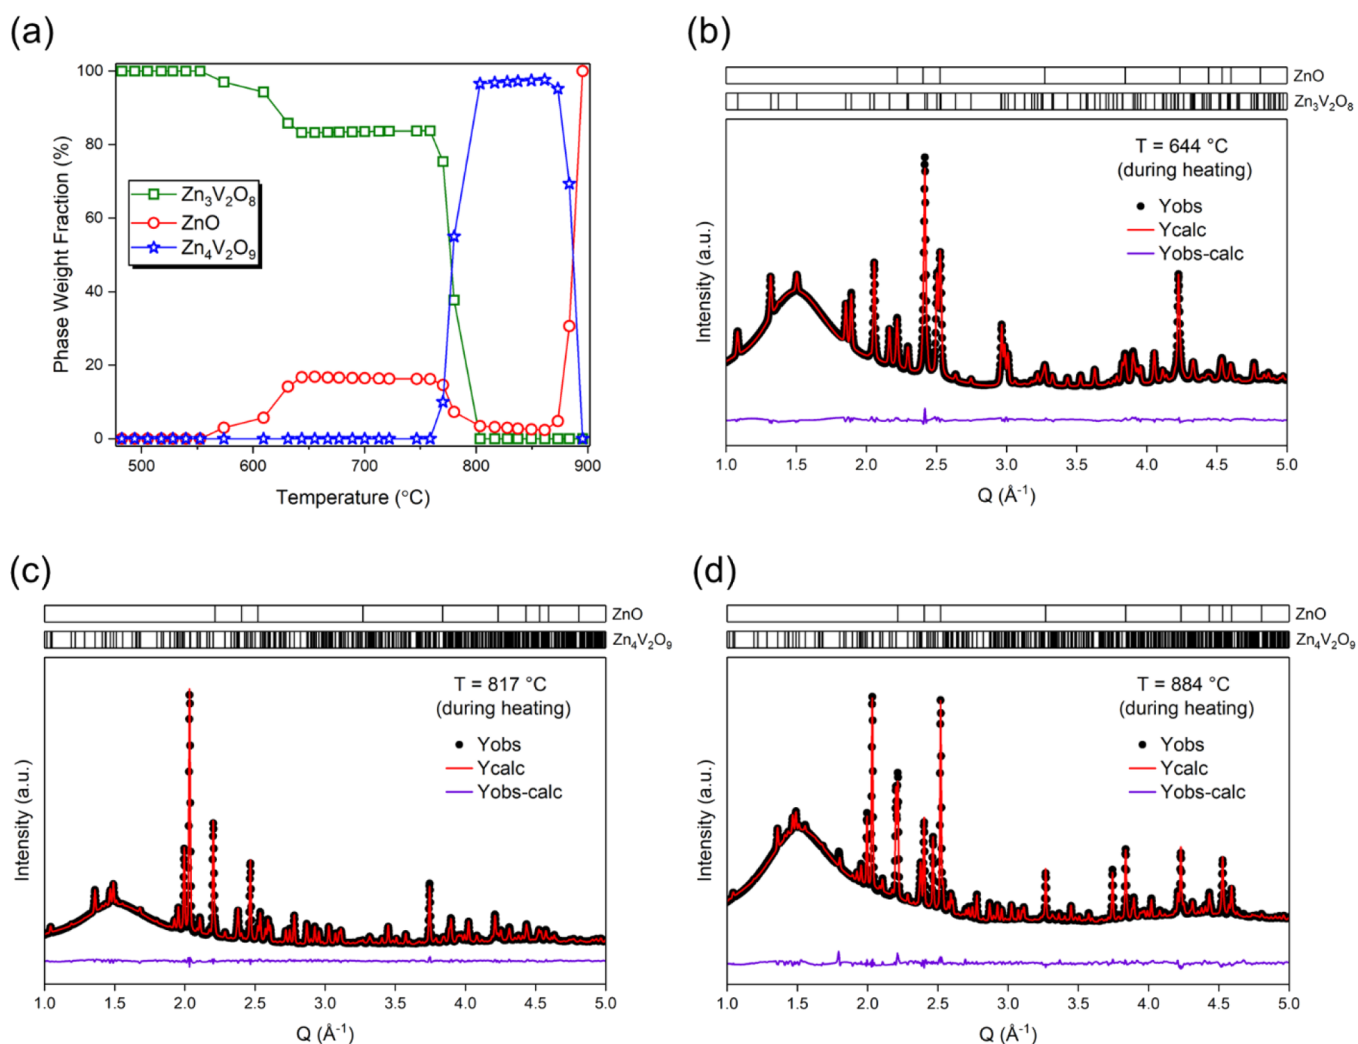 (a)
100
80
60
40
20
0
Phase Weight Fraction (%)
Zn₃V₂O₈
ZnO
Zn₄V₂O₉
500 600 700 800 900
Temperature (°C)
(b)
ZnO
Zn₃V₂O₈
T = 644 °C
(during heating)
Yobs
Ycalc
Yobs-calc
Intensity (a.u.)
1.0 1.5 2.0 2.5 3.0 3.5 4.0 4.5 5.0
Q (Å⁻¹)
(c)
ZnO
Zn₄V₂O₉
T = 817 °C
(during heating)
Yobs
Ycalc
Yobs-calc
Intensity (a.u.)
1.0 1.5 2.0 2.5 3.0 3.5 4.0 4.5 5.0
Q (Å⁻¹)
(d)
ZnO
Zn₄V₂O₉
T = 884 °C
(during heating)
Yobs
Ycalc
Yobs-calc
Intensity (a.u.)
1.0 1.5 2.0 2.5 3.0 3.5 4.0 4.5 5.0
Q (Å⁻¹)